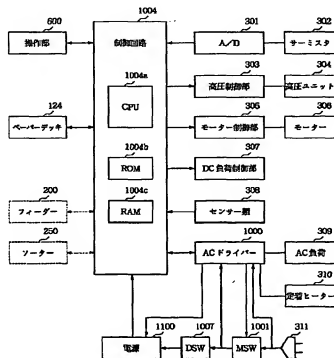 600
操作部
124
ペーパーデッキ
200
フィーダー
250
ソーター
1004
制御回路
1004a
CPU
1004b
ROM
1004c
RAM
301
A/D
302
サーミスタ
303
高圧制御部
304
高圧ユニット
305
モーター制御部
306
モーター
307
DC負荷制御部
308
センサー類
1000
ACドライバー
309
AC負荷
310
定着ヒーター
1100
電源
1007
DSW
1001
MSW
311